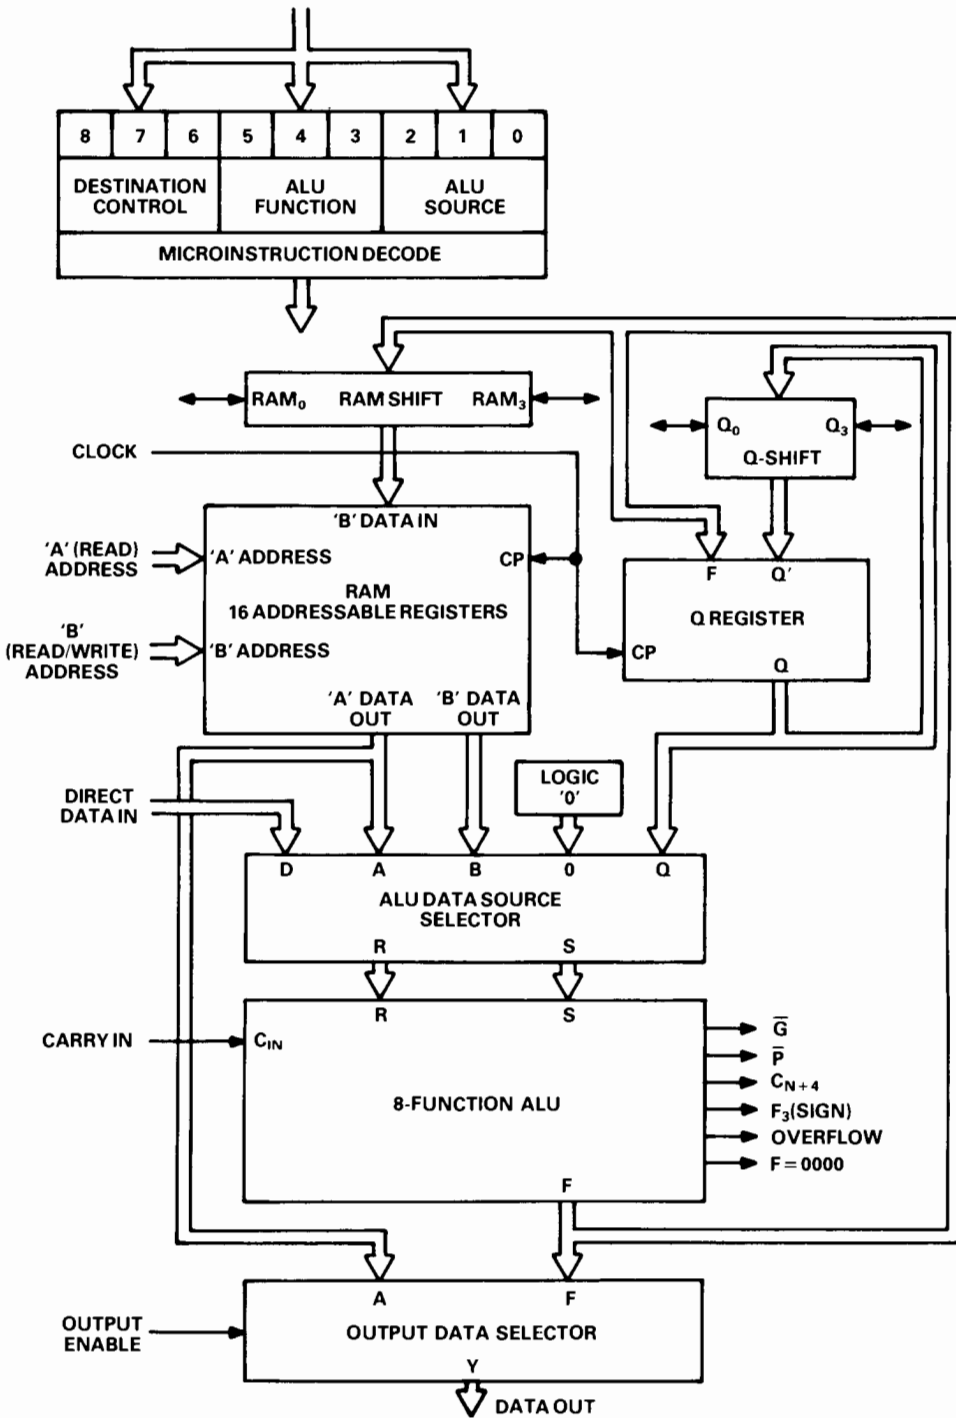 8 7 6 5 4 3 2 1 0
DESTINATION
CONTROL
ALU
FUNCTION
ALU
SOURCE
MICROINSTRUCTION DECODE
RAM₀ RAM SHIFT RAM₃
Q₀ Q₃
Q-SHIFT
CLOCK
'B' DATA IN
'A' (READ)
ADDRESS
'A' ADDRESS
CP
RAM
16 ADDRESSABLE REGISTERS
'B'
(READ/WRITE)
ADDRESS
'B' ADDRESS
'A' DATA
OUT
'B' DATA
OUT
F Q'
Q REGISTER
CP
Q
LOGIC
'0'
DIRECT
DATA IN
D A B 0 Q
ALU DATA SOURCE
SELECTOR
R S
R S
CARRY IN
C_IN
8-FUNCTION ALU
G̅
P̅
C_N+4
F₃(SIGN)
OVERFLOW
F = 0000
F
A F
OUTPUT
ENABLE
OUTPUT DATA SELECTOR
Y
DATA OUT